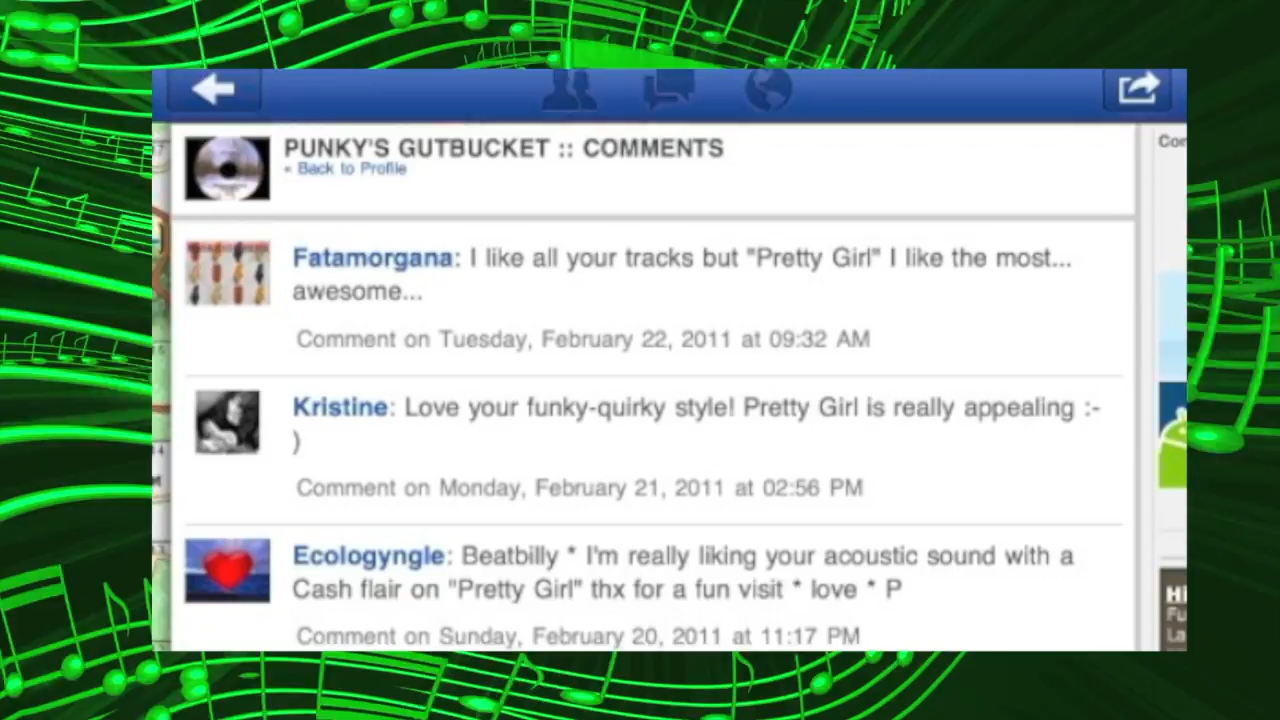 PUNKY'S GUTBUCKET :: COMMENTS
« Back to Profile
Fatamorgana: I like all your tracks but "Pretty Girl" I like the most...
awesome...
Comment on Tuesday, February 22, 2011 at 09:32 AM
Kristine: Love your funky-quirky style! Pretty Girl is really appealing :-
)
Comment on Monday, February 21, 2011 at 02:56 PM
Ecologyngle: Beatbilly * I'm really liking your acoustic sound with a
Cash flair on "Pretty Girl" thx for a fun visit * love * P
Comment on Sunday, February 20, 2011 at 11:17 PM